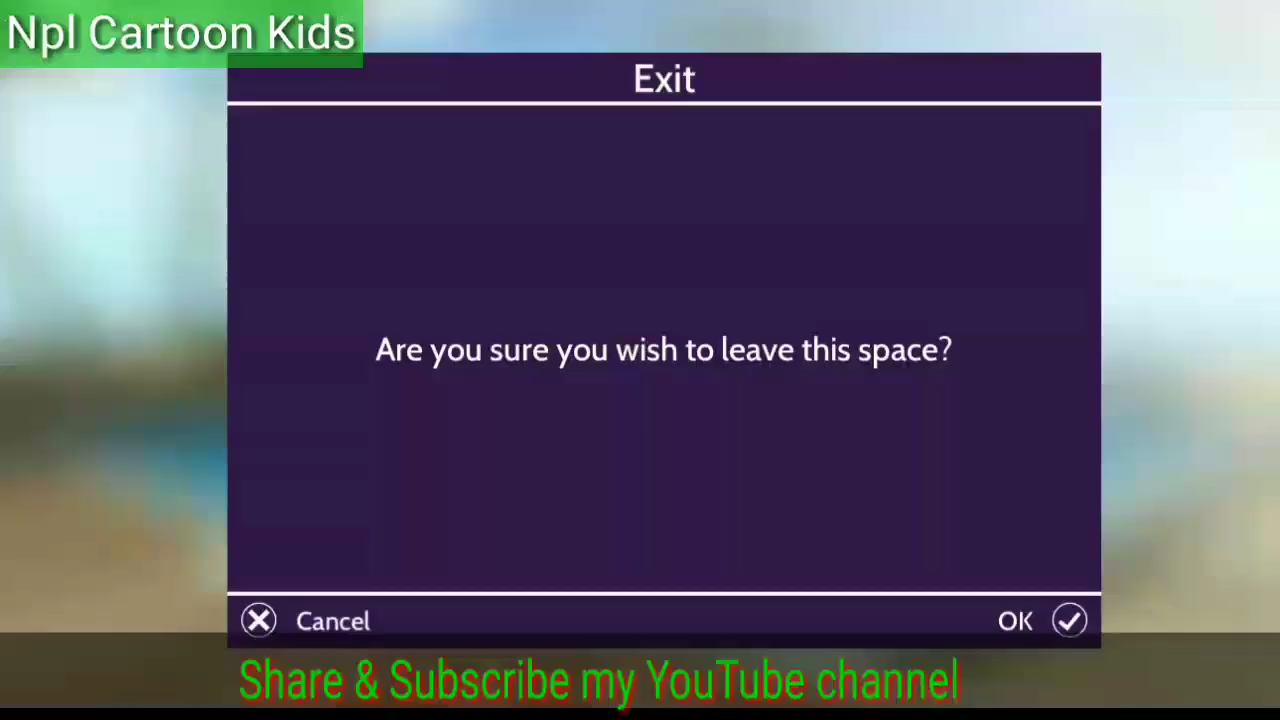 Npl Cartoon Kids
Exit
Are you sure you wish to leave this space?
Cancel
OK
Share & Subscribe my YouTube channel